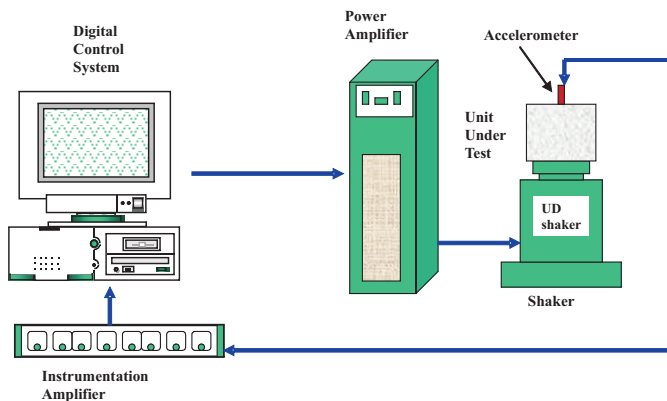 Digital
Control
System
Power
Amplifier
Accelerometer
Unit
Under
Test
UD
shaker
Shaker
Instrumentation
Amplifier